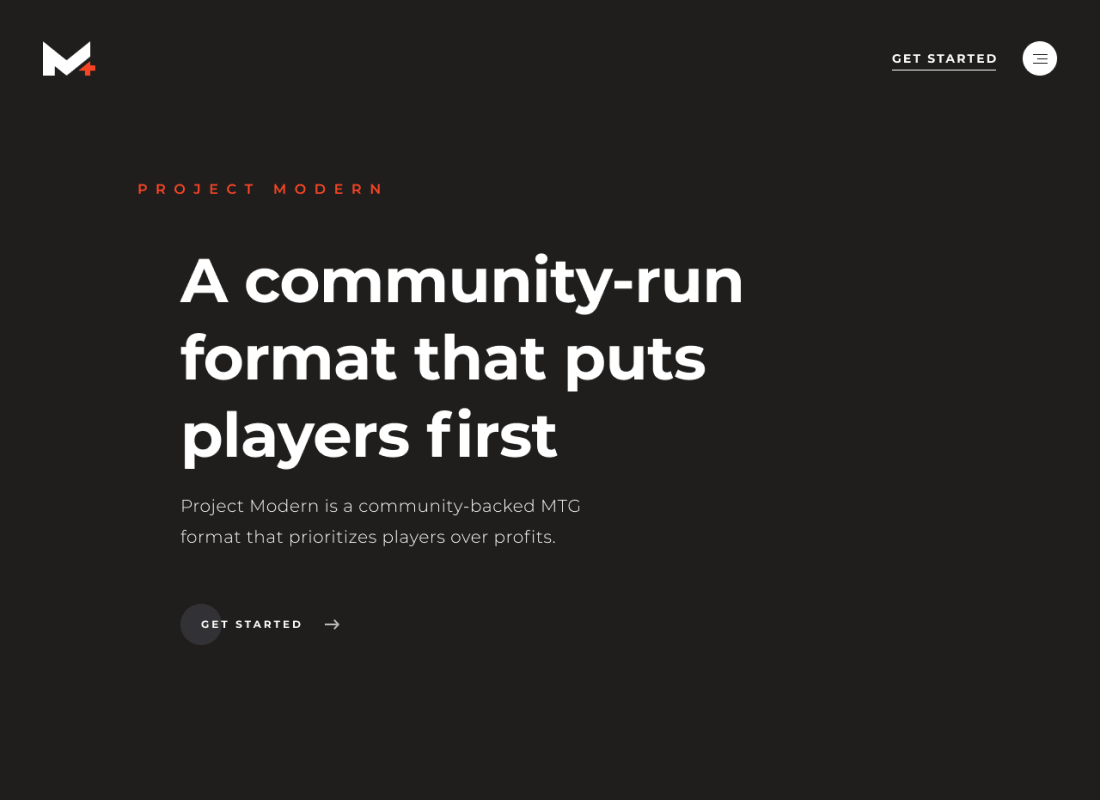 GET STARTED
PROJECT MODERN
A community-run
format that puts
players first
Project Modern is a community-backed MTG
format that prioritizes players over profits.
GET STARTED